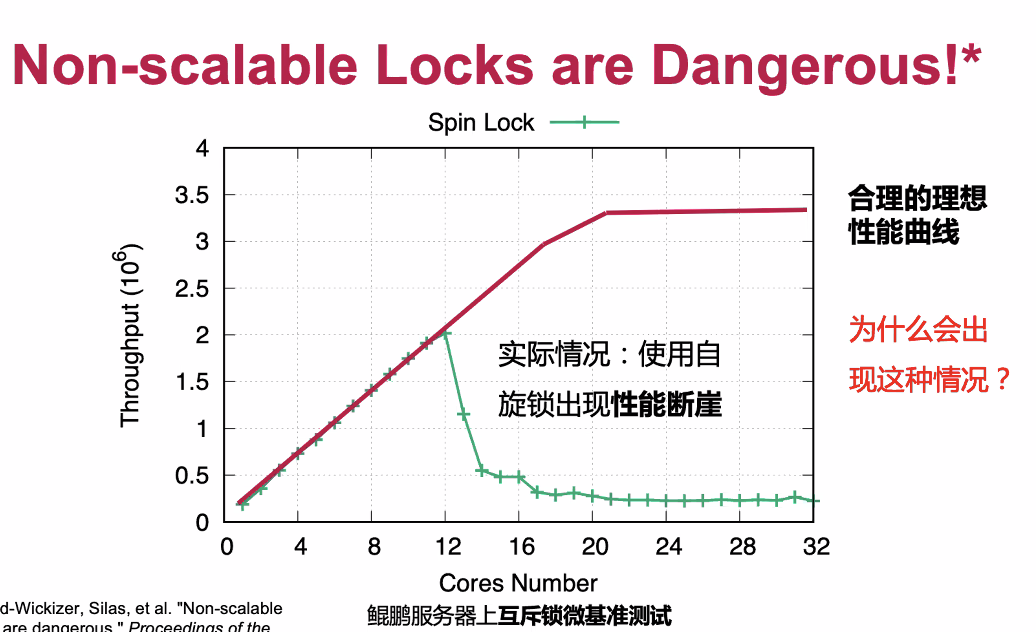 Non-scalable Locks are Dangerous!*
Spin Lock
4
3.5
3
2.5
2
1.5
1
0.5
0
Throughput (10⁶)
0 4 8 12 16 20 24 28 32
Cores Number
实际情况：使用自
旋锁出现性能断崖
合理的理想
性能曲线
为什么会出
现这种情况？
d-Wickizer, Silas, et al. "Non-scalable
are dangerous." Proceedings of the
鲲鹏服务器上互斥锁微基准测试